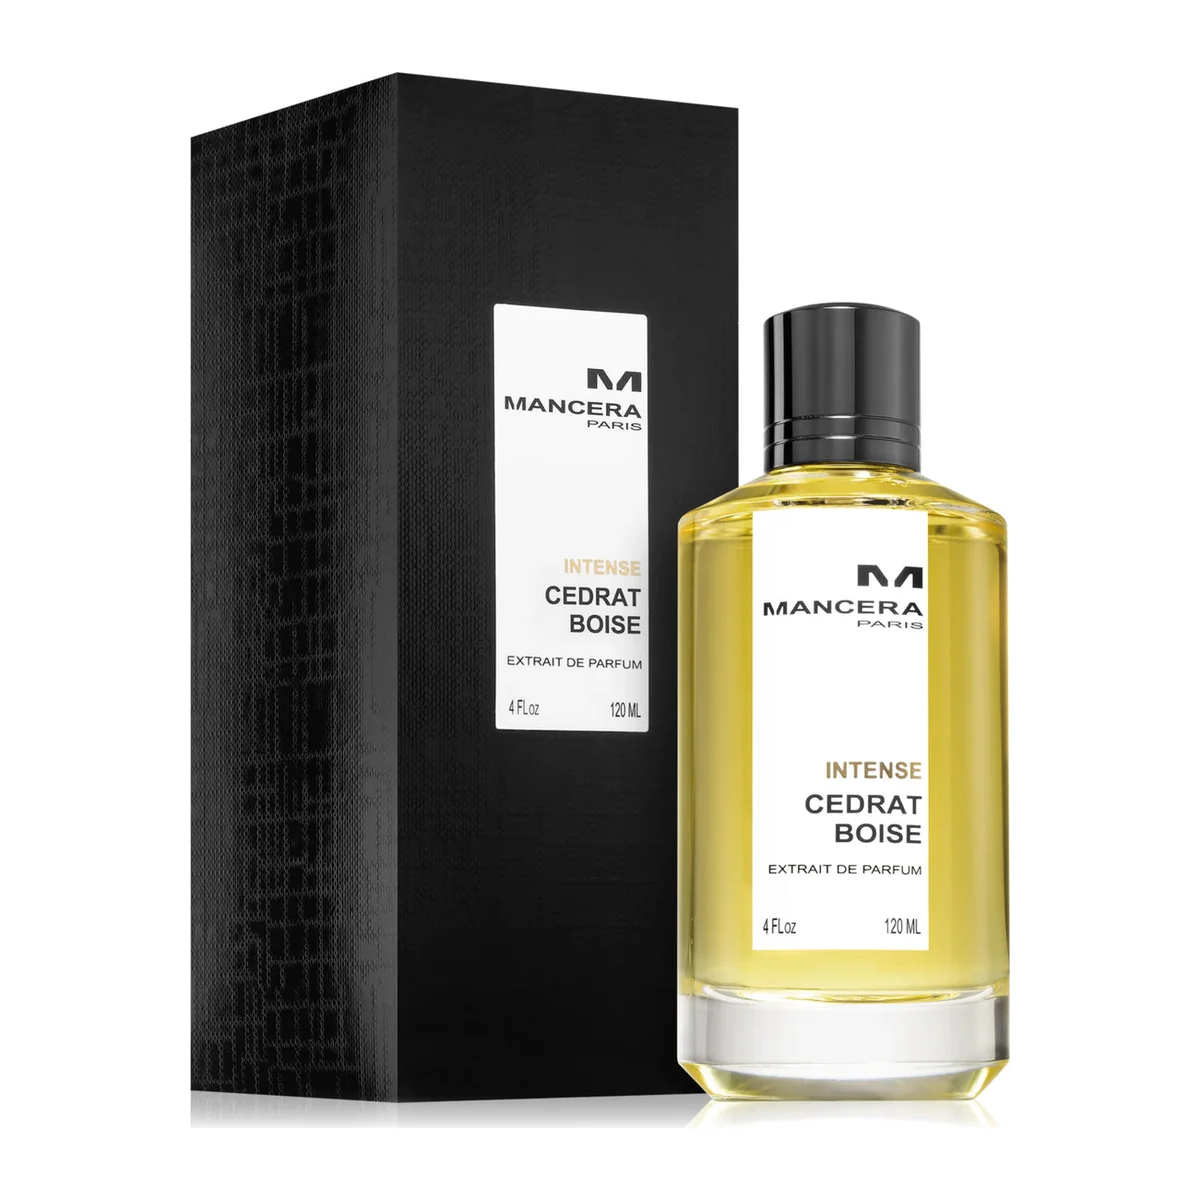 M
MANCERA
PARIS
INTENSE
CEDRAT
BOISE
EXTRAIT DE PARFUM
4 FLoz 120 ML
M
MANCERA
PARIS
INTENSE
CEDRAT
BOISE
EXTRAIT DE PARFUM
4 FLoz 120 ML